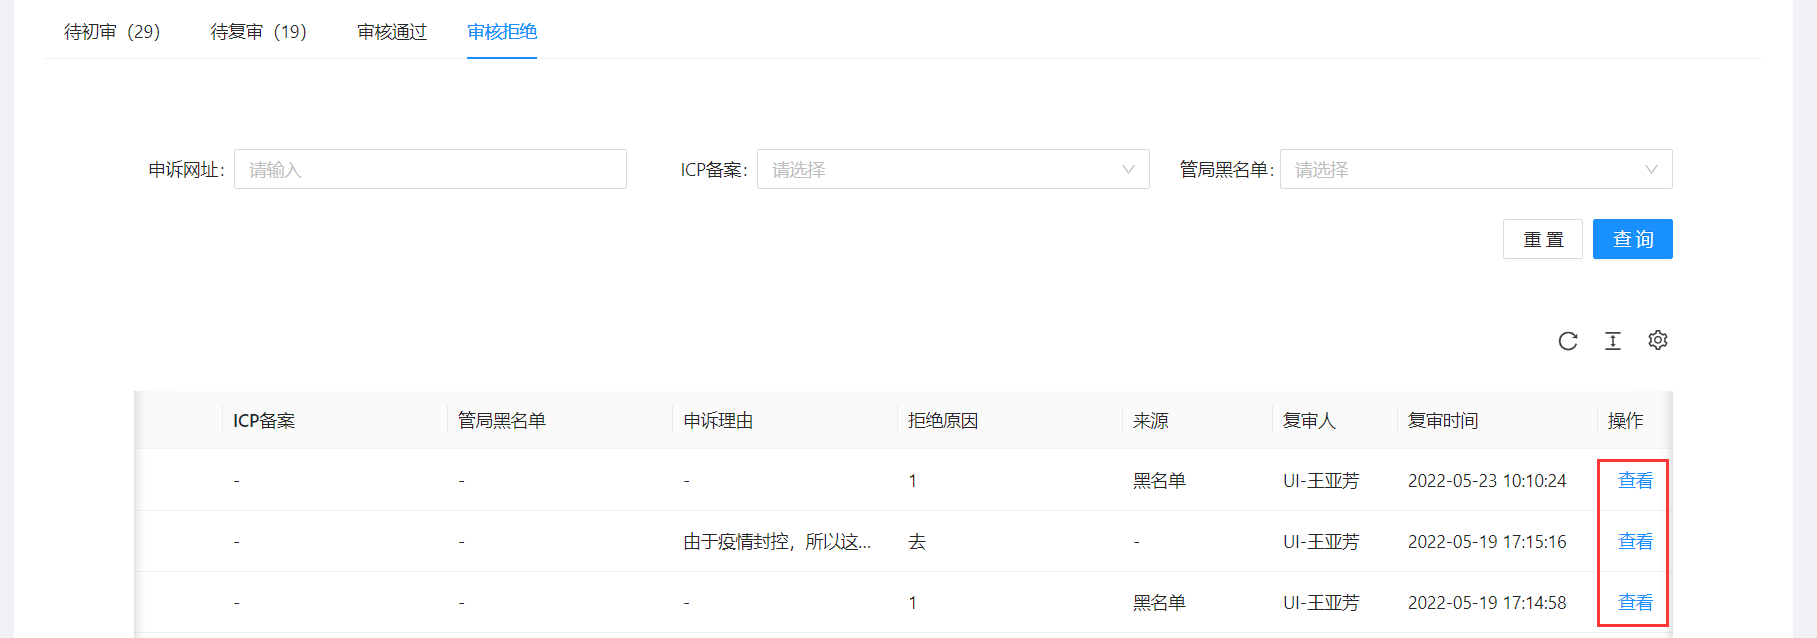 待初审（29） 待复审（19） 审核通过 审核拒绝
申诉网址： 请输入 ICP备案： 请选择 管局黑名单： 请选择
重 置 查 询
ICP备案 管局黑名单 申诉理由 拒绝原因 来源 复审人 复审时间 操作
- - - 1 黑名单 UI-王亚芳 2022-05-23 10:10:24 查看
- - 由于疫情封控，所以这... 去 - UI-王亚芳 2022-05-19 17:15:16 查看
- - - 1 黑名单 UI-王亚芳 2022-05-19 17:14:58 查看